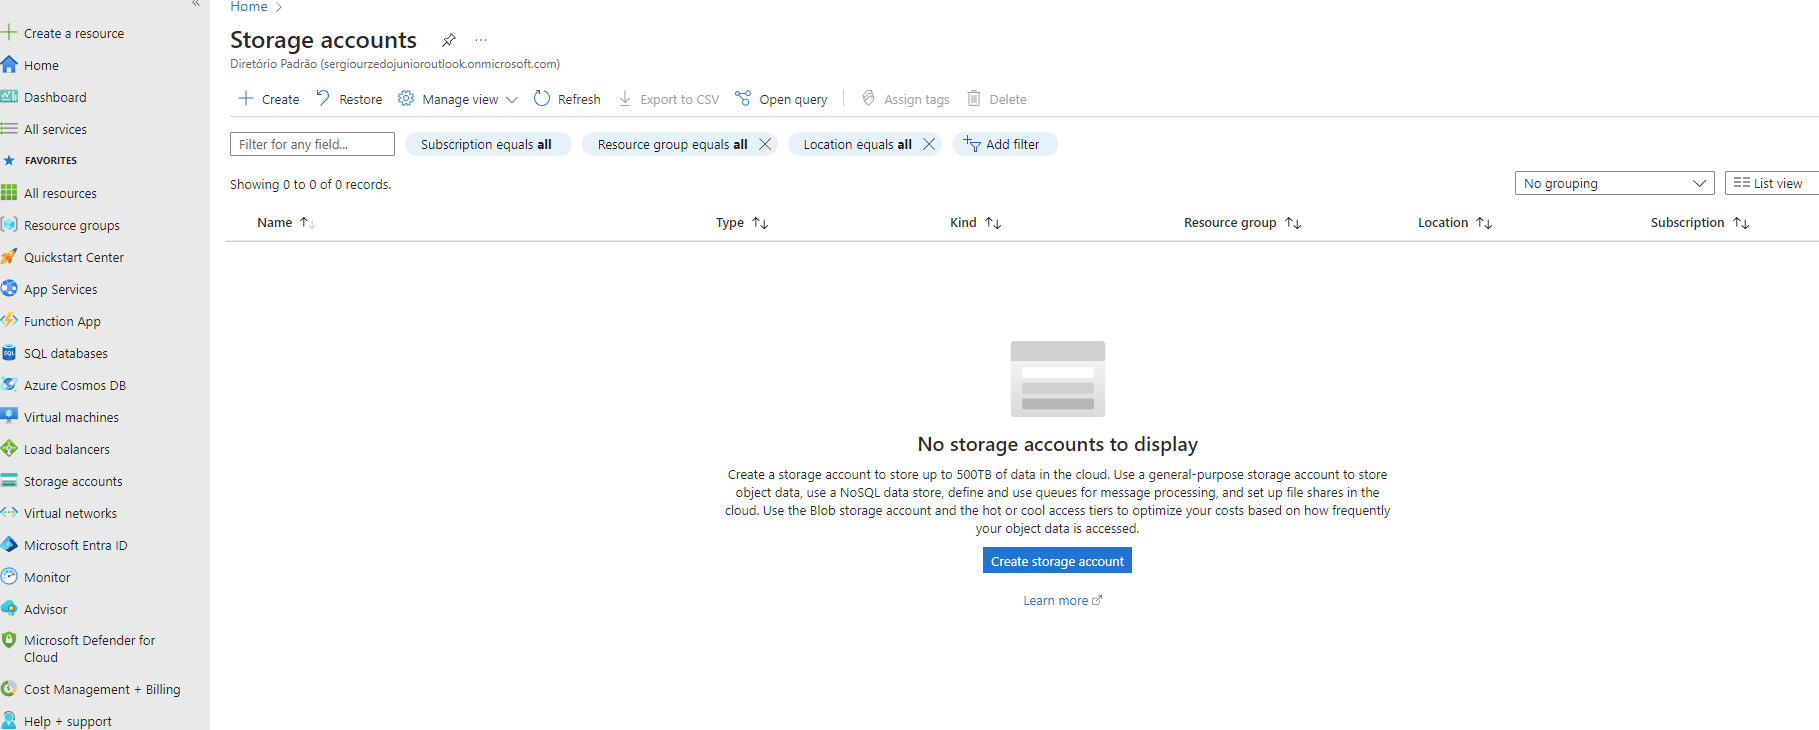 Home
Create a resource
Home
Dashboard
All services
FAVORITES
All resources
Resource groups
Quickstart Center
App Services
Function App
SQL databases
Azure Cosmos DB
Virtual machines
Load balancers
Storage accounts
Virtual networks
Microsoft Entra ID
Monitor
Advisor
Microsoft Defender for
Cloud
Cost Management + Billing
Help + support
Storage accounts
Diretório Padrão (sergiourzedojunioroutlook.onmicrosoft.com)
Create Restore Manage view Refresh Export to CSV Open query Assign tags Delete
Filter for any field... Subscription equals all Resource group equals all Location equals all Add filter
Showing 0 to 0 of 0 records. No grouping List view
Name Type Kind Resource group Location Subscription
No storage accounts to display
Create a storage account to store up to 500TB of data in the cloud. Use a general-purpose storage account to store
object data, use a NoSQL data store, define and use queues for message processing, and set up file shares in the
cloud. Use the Blob storage account and the hot or cool access tiers to optimize your costs based on how frequently
your object data is accessed.
Create storage account
Learn more